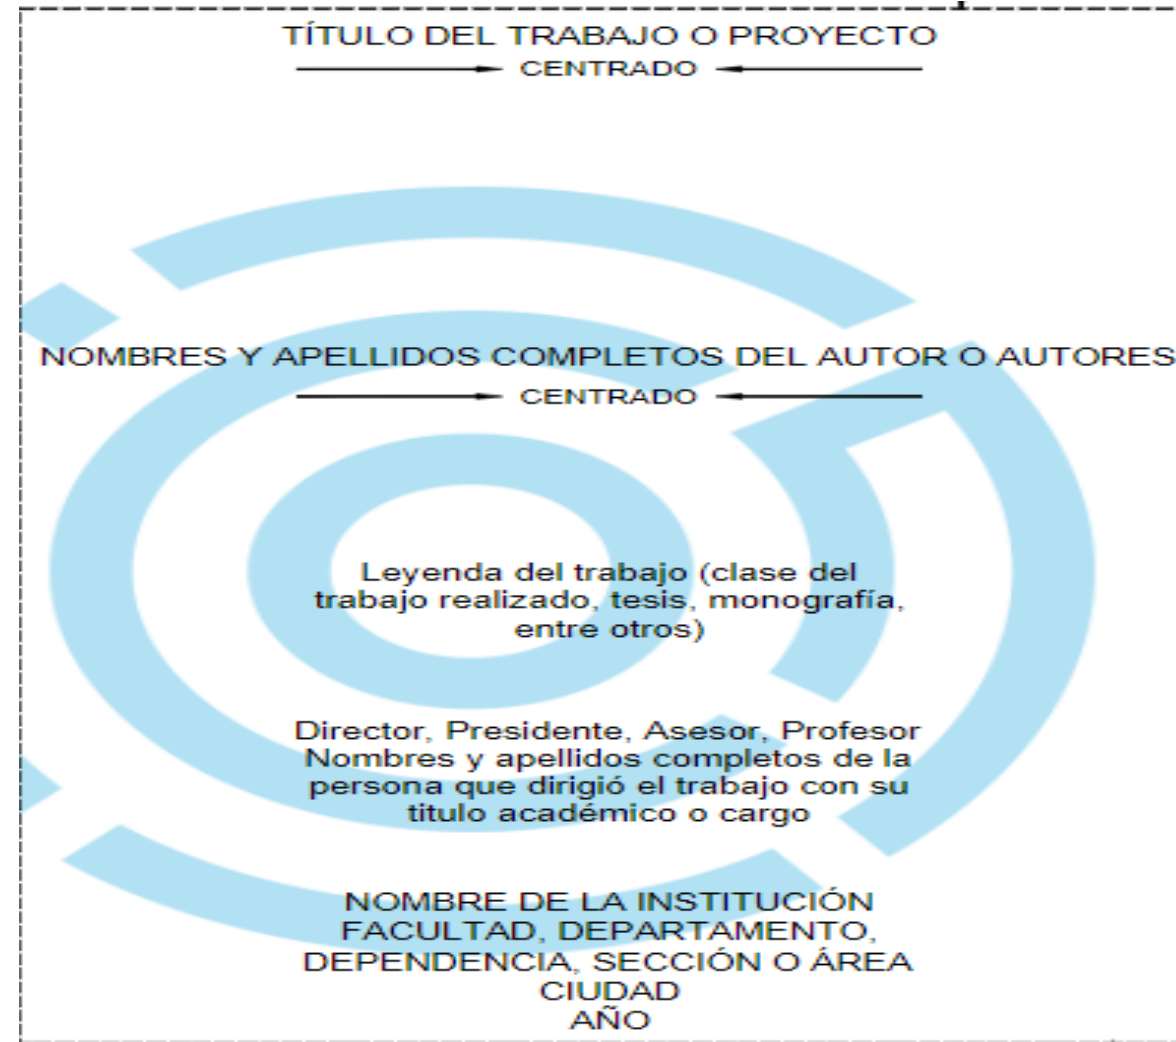 TÍTULO DEL TRABAJO O PROYECTO
CENTRADO
NOMBRES Y APELLIDOS COMPLETOS DEL AUTOR O AUTORES
CENTRADO
Leyenda del trabajo (clase del
trabajo realizado, tesis, monografía,
entre otros)
Director, Presidente, Asesor, Profesor
Nombres y apellidos completos de la
persona que dirigió el trabajo con su
titulo académico o cargo
NOMBRE DE LA INSTITUCIÓN
FACULTAD, DEPARTAMENTO,
DEPENDENCIA, SECCIÓN O ÁREA
CIUDAD
AÑO